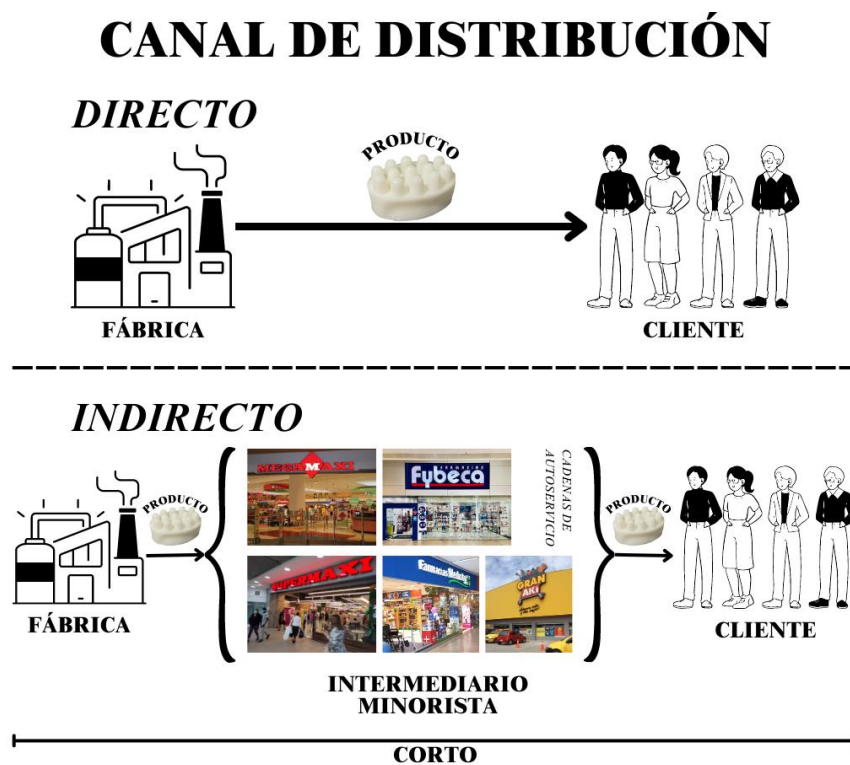 CANAL DE DISTRIBUCIÓN
DIRECTO
PRODUCTO
FÁBRICA
CLIENTE
INDIRECTO
PRODUCTO
MEGAMAXI
Fybeca
CADENAS DE
AUTOSERVICIO
PRODUCTO
SUPERMAXI
GRAN
AKI
FÁBRICA
CLIENTE
INTERMEDIARIO
MINORISTA
CORTO